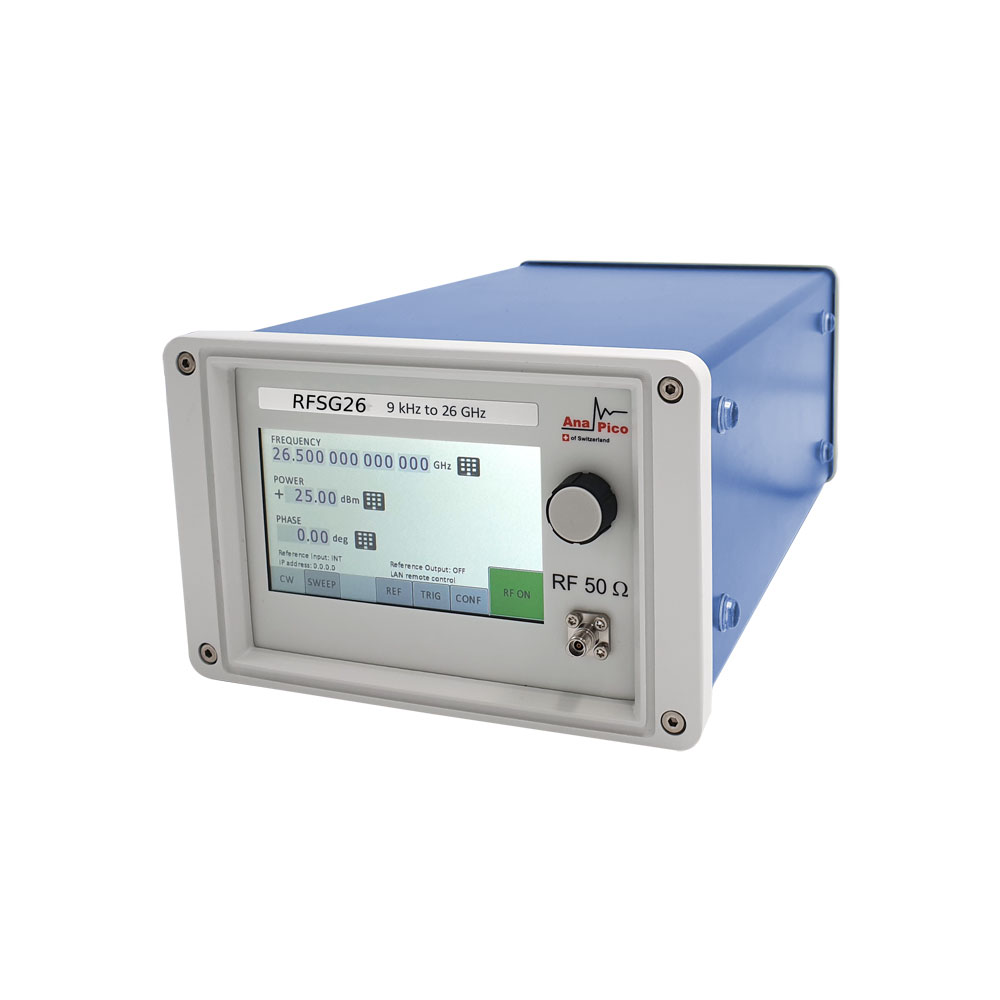 RFSG26 9 kHz to 26 GHz
Ana Pico
of Switzerland
FREQUENCY
26.500 000 000 000 GHz
POWER
+ 25.00 dBm
PHASE
0.00 deg
Reference Input: INT
Reference Output: OFF
IP address: 0.0.0.0
LAN remote control
CW SWEEP REF TRIG CONF RF ON
RF 50 Ω